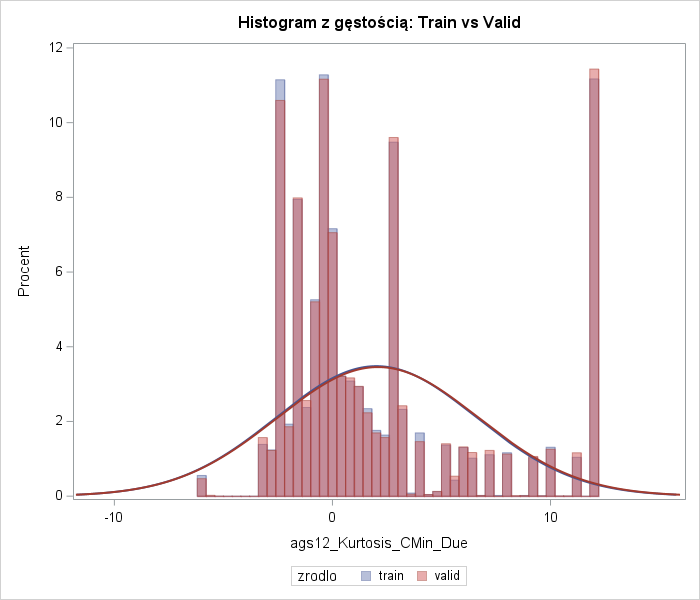 Histogram z gęstością: Train vs Valid
12
10
8
6
4
2
0
Procent
-10
0
10
ags12_Kurtosis_CMin_Due
zrodlo train valid